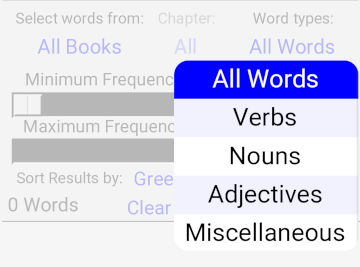 Select words from: Chapter: Word types:
All Books All All Words
All Words
Minimum Frequenc
Verbs
Maximum Frequenc
Nouns
Sort Results by: Gree
Adjectives
0 Words Clear
Miscellaneous